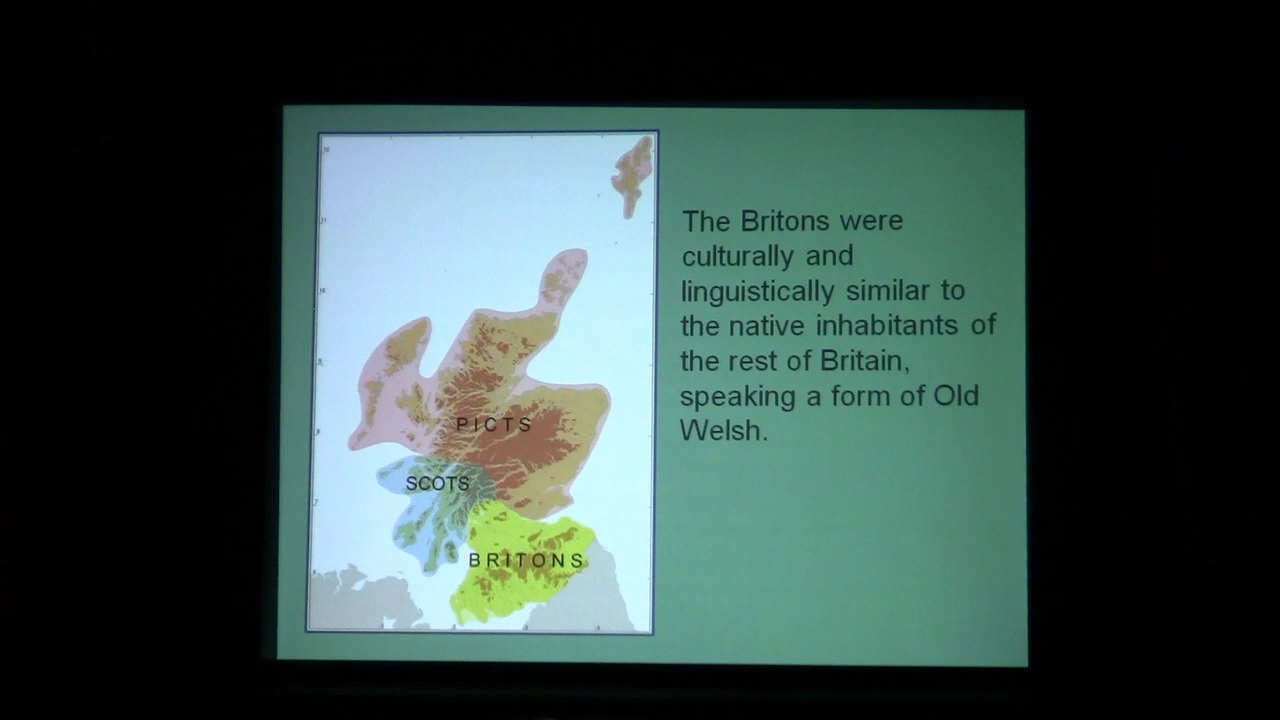 PICTS
SCOTS
BRITONS
The Britons were
culturally and
linguistically similar to
the native inhabitants of
the rest of Britain,
speaking a form of Old
Welsh.